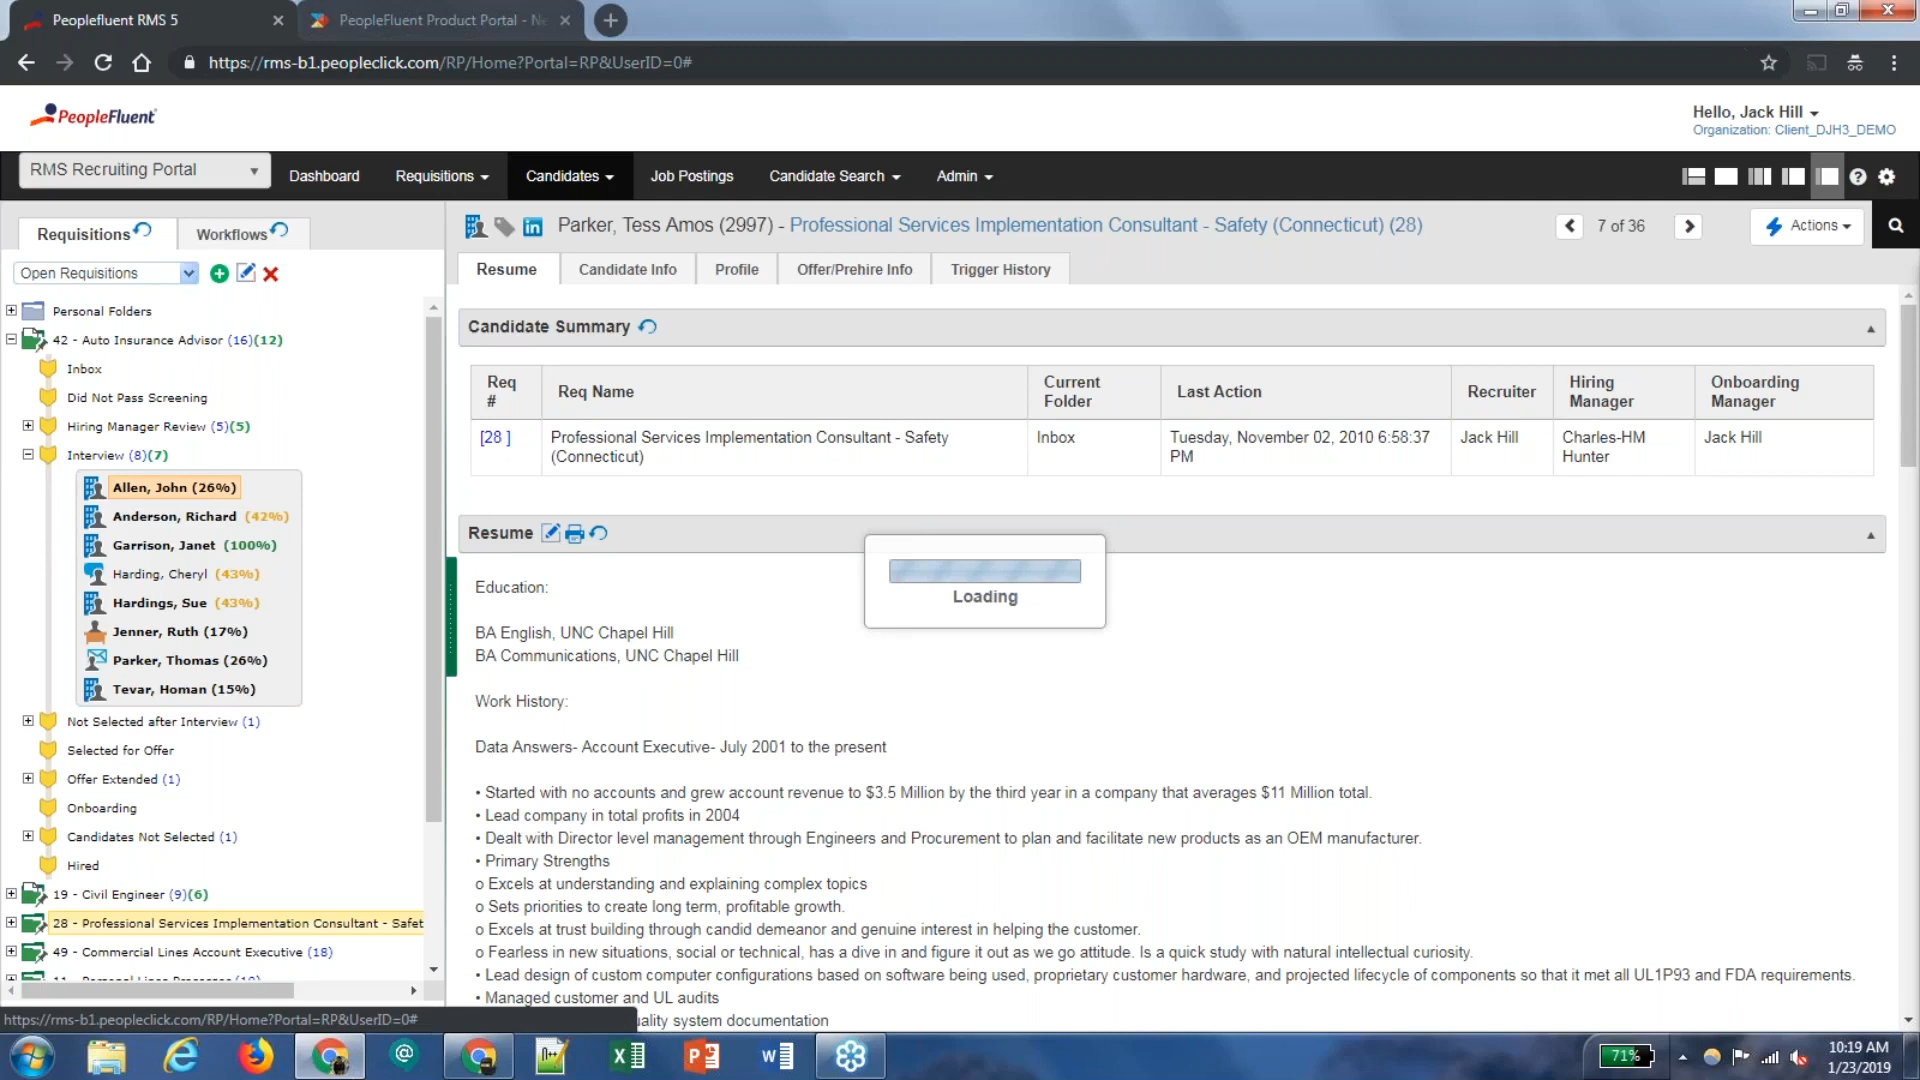 Peoplefluent RMS 5
PeopleFluent Product Portal - Ne
https://rms-b1.peopleclick.com/RP/Home?Portal=RP&UserID=0#
PeopleFluent
Hello, Jack Hill
Organization: Client_DJH3_DEMO
RMS Recruiting Portal
Dashboard
Requisitions
Candidates
Job Postings
Candidate Search
Admin
Requisitions
Workflows
Open Requisitions
Personal Folders
42 - Auto Insurance Advisor (16)(12)
Inbox
Did Not Pass Screening
Hiring Manager Review (5)(5)
Interview (8)(7)
Allen, John (26%)
Anderson, Richard (42%)
Garrison, Janet (100%)
Harding, Cheryl (43%)
Hardings, Sue (43%)
Jenner, Ruth (17%)
Parker, Thomas (26%)
Tevar, Homan (15%)
Not Selected after Interview (1)
Selected for Offer
Offer Extended (1)
Onboarding
Candidates Not Selected (1)
Hired
19 - Civil Engineer (9)(6)
28 - Professional Services Implementation Consultant - Safet
49 - Commercial Lines Account Executive (18)
Parker, Tess Amos (2997) - Professional Services Implementation Consultant - Safety (Connecticut) (28)
7 of 36
Actions
Resume
Candidate Info
Profile
Offer/Prehire Info
Trigger History
Candidate Summary
Req #
Req Name
Current Folder
Last Action
Recruiter
Hiring Manager
Onboarding Manager
[28 ]
Professional Services Implementation Consultant - Safety (Connecticut)
Inbox
Tuesday, November 02, 2010 6:58:37 PM
Jack Hill
Charles-HM Hunter
Jack Hill
Resume
Loading
Education:
BA English, UNC Chapel Hill
BA Communications, UNC Chapel Hill
Work History:
Data Answers- Account Executive- July 2001 to the present
• Started with no accounts and grew account revenue to $3.5 Million by the third year in a company that averages $11 Million total.
• Lead company in total profits in 2004
• Dealt with Director level management through Engineers and Procurement to plan and facilitate new products as an OEM manufacturer.
• Primary Strengths
o Excels at understanding and explaining complex topics
o Sets priorities to create long term, profitable growth.
o Excels at trust building through candid demeanor and genuine interest in helping the customer.
o Fearless in new situations, social or technical, has a dive in and figure it out as we go attitude. Is a quick study with natural intellectual curiosity.
• Lead design of custom computer configurations based on software being used, proprietary customer hardware, and projected lifecycle of components so that it met all UL1P93 and FDA requirements.
• Managed customer and UL audits
ality system documentation
https://rms-b1.peopleclick.com/RP/Home?Portal=RP&UserID=0#
71%
10:19 AM
1/23/2019